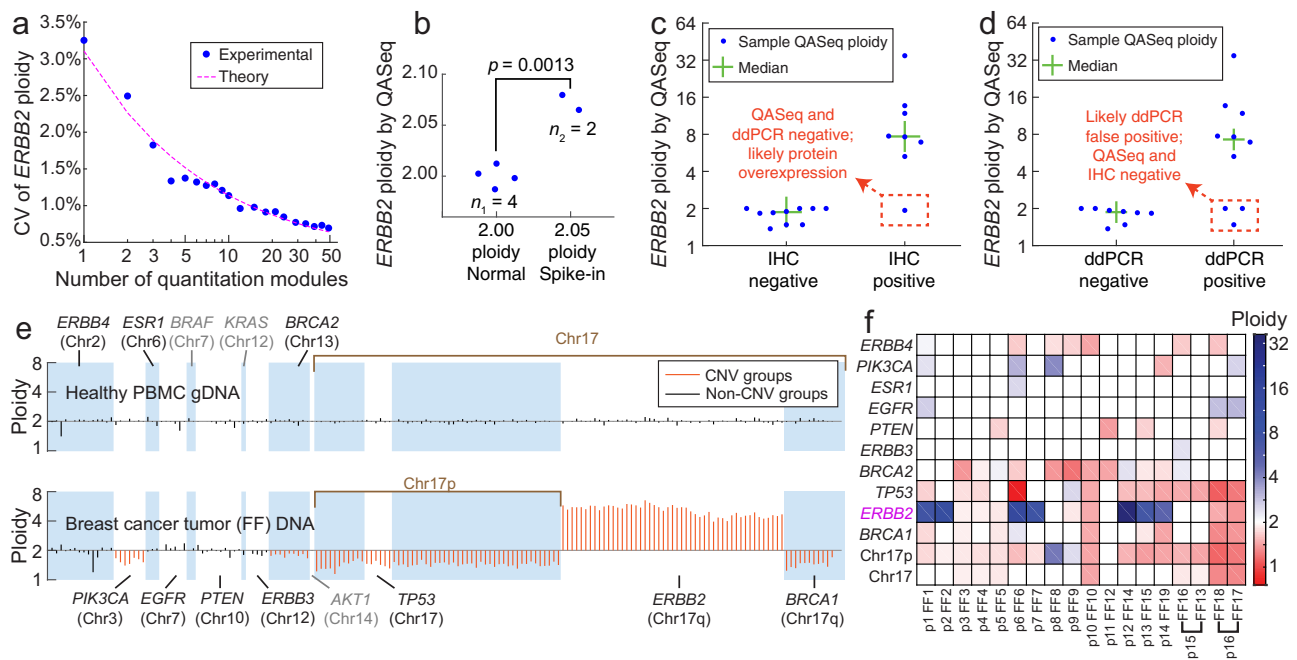 a
3.5%
3.0%
2.5%
2.0%
1.5%
1.0%
0.5%
CV of ERBB2 ploidy
Experimental
Theory
1
2
3
5
10
20
30
50
Number of quantitation modules
b
ERBB2 ploidy by QASeq
2.10
2.05
2.00
p = 0.0013
n2 = 2
n1 = 4
2.00
ploidy
Normal
2.05
ploidy
Spike-in
c
ERBB2 ploidy by QASeq
64
32
16
8
4
2
1
Sample QASeq ploidy
Median
QASeq and
ddPCR negative;
likely protein
overexpression
IHC
negative
IHC
positive
d
ERBB2 ploidy by QASeq
64
32
16
8
4
2
1
Sample QASeq ploidy
Median
Likely ddPCR
false positive;
QASeq and
IHC negative
ddPCR
negative
ddPCR
positive
e
ERBB4
(Chr2)
ESR1
(Chr6)
BRAF
(Chr7)
KRAS
(Chr12)
BRCA2
(Chr13)
Chr17
Ploidy
8
4
2
1
Healthy PBMC gDNA
CNV groups
Non-CNV groups
Chr17p
Ploidy
8
4
2
1
Breast cancer tumor (FF) DNA
PIK3CA
(Chr3)
EGFR
(Chr7)
PTEN
(Chr10)
ERBB3
(Chr12)
AKT1
(Chr14)
TP53
(Chr17)
ERBB2
(Chr17q)
BRCA1
(Chr17q)
f
Ploidy
ERBB4
PIK3CA
ESR1
EGFR
PTEN
ERBB3
BRCA2
TP53
ERBB2
BRCA1
Chr17p
Chr17
32
16
8
4
2
1
p1 FF1
p2 FF2
p3 FF3
p4 FF4
p5 FF5
p6 FF6
p7 FF7
p8 FF8
p9 FF9
p10 FF10
p11 FF12
p12 FF14
p13 FF15
p14 FF19
FF16
FF13
p15
FF18
FF17
p16